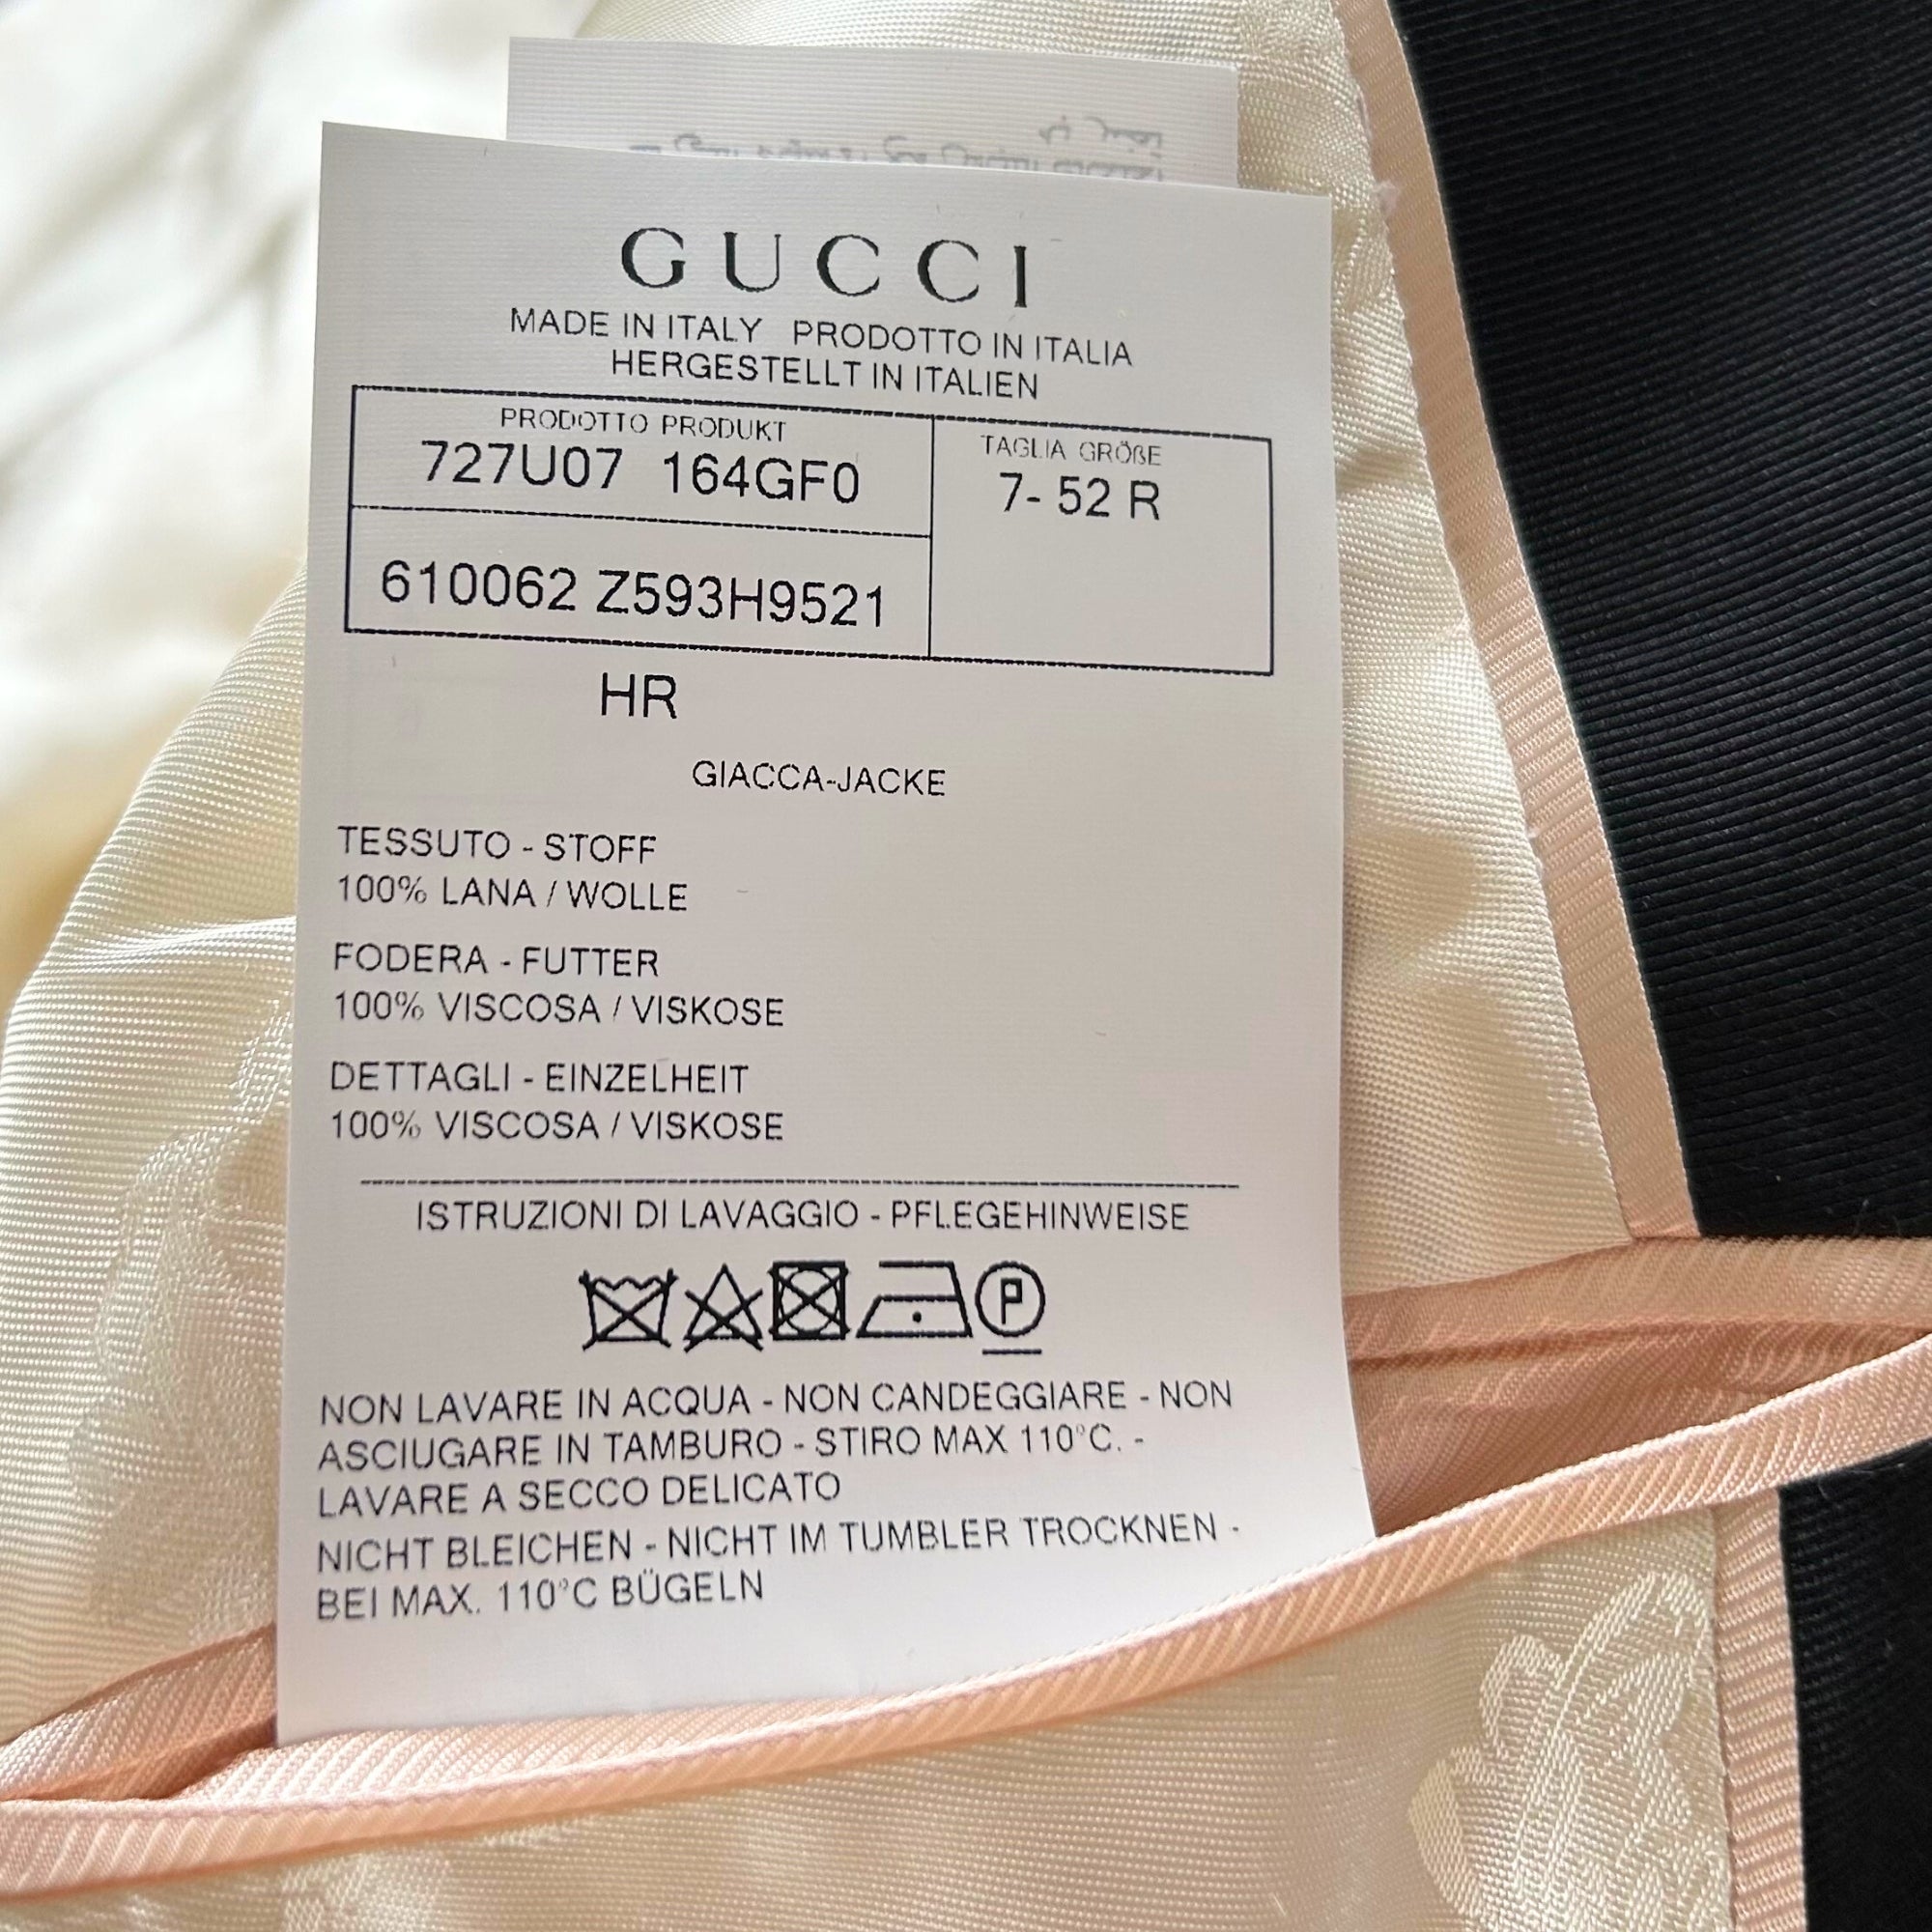 GUCCI
MADE IN ITALY PRODOTTO IN ITALIA
HERGESTELLT IN ITALIEN
PRODOTTO PRODUKT
727U07 164GF0
TAGLIA GRÖßE
7- 52 R
610062 Z593H9521
HR
GIACCA-JACKE
TESSUTO - STOFF
100% LANA / WOLLE
FODERA - FUTTER
100% VISCOSA / VISKOSE
DETTAGLI - EINZELHEIT
100% VISCOSA / VISKOSE
ISTRUZIONI DI LAVAGGIO - PFLEGEHINWEISE
P
NON LAVARE IN ACQUA - NON CANDEGGIARE - NON
ASCIUGARE IN TAMBURO - STIRO MAX 110°C. -
LAVARE A SECCO DELICATO
NICHT BLEICHEN - NICHT IM TUMBLER TROCKNEN -
BEI MAX. 110°C BÜGELN